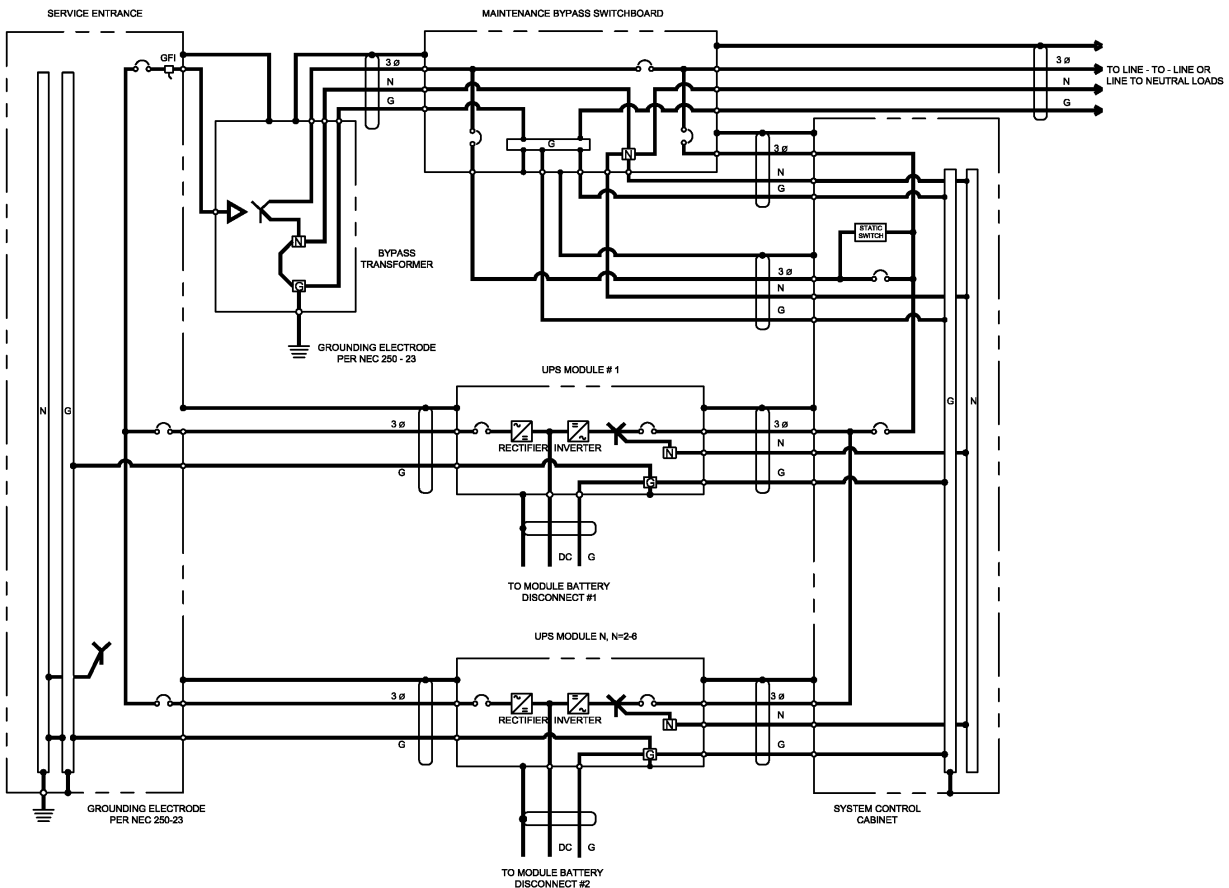 SERVICE ENTRANCE
MAINTENANCE BYPASS SWITCHBOARD
GFI
3 ø
N
G
3 ø
N
G
TO LINE - TO - LINE OR
LINE TO NEUTRAL LOADS
G
N
3 ø
N
G
STATIC
SWITCH
N
G
BYPASS
TRANSFORMER
3 ø
N
G
GROUNDING ELECTRODE
PER NEC 250 - 23
UPS MODULE # 1
N
G
G
N
3 ø
RECTIFIER
INVERTER
N
3 ø
N
G
G
G
DC
G
TO MODULE BATTERY
DISCONNECT #1
UPS MODULE N, N=2-6
3 ø
RECTIFIER
INVERTER
N
3 ø
N
G
G
G
GROUNDING ELECTRODE
PER NEC 250-23
SYSTEM CONTROL
CABINET
DC
G
TO MODULE BATTERY
DISCONNECT #2